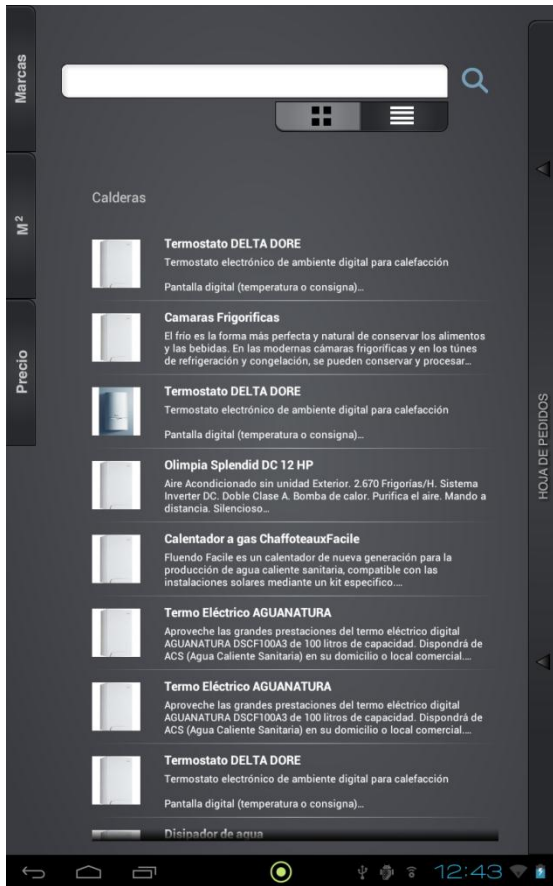 Marcas
M²
Precio
Calderas
Termostato DELTA DORE
Termostato electrónico de ambiente digital para calefacción
Pantalla digital (temperatura o consigna)...
Camaras Frigorificas
El frío es la forma más perfecta y natural de conservar los alimentos
y las bebidas. En las modernas cámaras frigoríficas y en los túnes
de refrigeración y congelación, se pueden conservar y procesar...
Termostato DELTA DORE
Termostato electrónico de ambiente digital para calefacción
Pantalla digital (temperatura o consigna)...
Olimpia Splendid DC 12 HP
Aire Acondicionado sin unidad Exterior. 2.670 Frigorías/H. Sistema
Inverter DC. Doble Clase A. Bomba de calor. Purifica el aire. Mando a
distancia. Silencioso...
Calentador a gas ChaffoteauxFacile
Fluendo Facile es un calentador de nueva generación para la
producción de agua caliente sanitaria, compatible con las
instalaciones solares mediante un kit especifico....
Termo Eléctrico AGUANATURA
Aproveche las grandes prestaciones del termo eléctrico digital
AGUANATURA DSCF100A3 de 100 litros de capacidad. Dispondrá de
ACS (Agua Caliente Sanitaria) en su domicilio o local comercial....
Termo Eléctrico AGUANATURA
Aproveche las grandes prestaciones del termo eléctrico digital
AGUANATURA DSCF100A3 de 100 litros de capacidad. Dispondrá de
ACS (Agua Caliente Sanitaria) en su domicilio o local comercial....
Termostato DELTA DORE
Termostato electrónico de ambiente digital para calefacción
Pantalla digital (temperatura o consigna)...
Disipador de agua
HOJA DE PEDIDOS
12:43